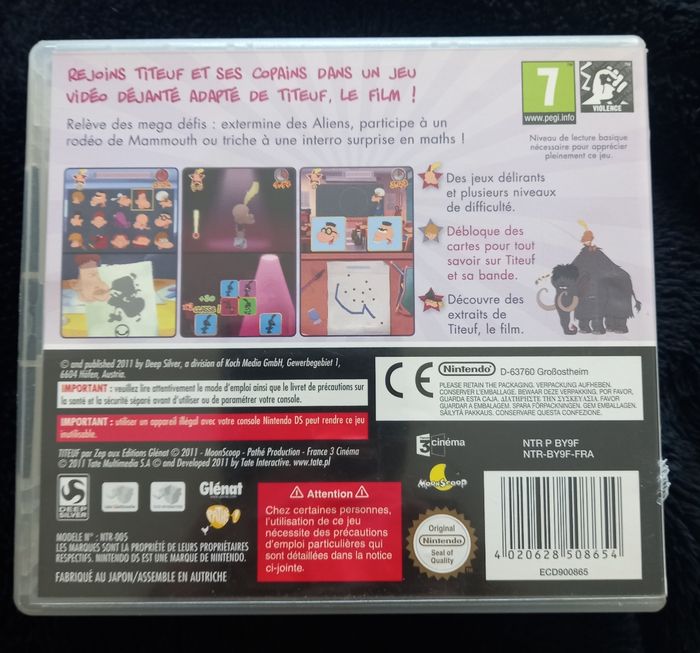 REJOINS TITEUF ET SES COPAINS DANS UN JEU
VIDÉO DÉJANTÉ ADAPTÉ DE TITEUF, LE FILM !
Relève des mega défis : extermine des Aliens, participe à un
rodéo de Mammouth ou triche à une interro surprise en maths !
7
www.pegi.info
VIOLENCE
Niveau de lecture basique
nécessaire pour apprécier
pleinement ce jeu.
Des jeux délirants
et plusieurs niveaux
de difficulté.
Débloque des
cartes pour tout
savoir sur Titeuf
et sa bande.
Découvre des
extraits de
Titeuf, le film.
+50
© and published 2011 by Deep Silver, a division of Koch Media GmbH, Gewerbegebiet 1,
6604 Höfen, Austria.
IMPORTANT : veuillez lire attentivement le mode d'emploi ainsi que le livret de précautions sur
la santé et la sécurité séparé avant d'utiliser ou de paramétrer votre console.
IMPORTANT : utiliser un appareil illégal avec votre console Nintendo DS peut rendre ce jeu
inutilisable.
TITEUF par Zep aux Editions Glénat © 2011 - MoonScoop - Pathé Production - France 3 Cinéma
© 2011 Tate Multimedia S.A © and Developed 2011 by Tate Interactive. www.tate.pl
CE
Nintendo
D-63760 Großostheim
PLEASE RETAIN THE PACKAGING. VERPACKUNG AUFHEBEN.
CONSERVER L'EMBALLAGE. BEWAAR DEZE VERPAKKING. POR FAVOR,
GUARDA ESTA CAJA. ΔΙΑΤΗΡΗΣΤΕ ΤΗΝ ΣΥΣΚΕΥΑΣΙΑ. POR FAVOR
GUARDAR A EMBALAGEM. SPARA FÖRPACKNINGEN. GEM EMBALLAGEN.
SÄILYTÄ PAKKAUS. CONSERVARE QUESTA CONFEZIONE.
3 cinéma
NTR P BY9F
NTR-BY9F-FRA
MoonScoop
DEEP
SILVER
Glénat
Attention
Chez certaines personnes,
l'utilisation de ce jeu
nécessite des précautions
d'emploi particulières qui
sont détaillées dans la notice
ci-jointe.
Original
Nintendo
Seal of
Quality
4 020628 508654
ECD900865
MODELE N° : NTR-005
LES MARQUES SONT LA PROPRIÉTÉ DE LEURS PROPRIÉTAIRES
RESPECTIFS. NINTENDO DS EST UNE MARQUE DE NINTENDO.
FABRIQUÉ AU JAPON/ASSEMBLE EN AUTRICHE